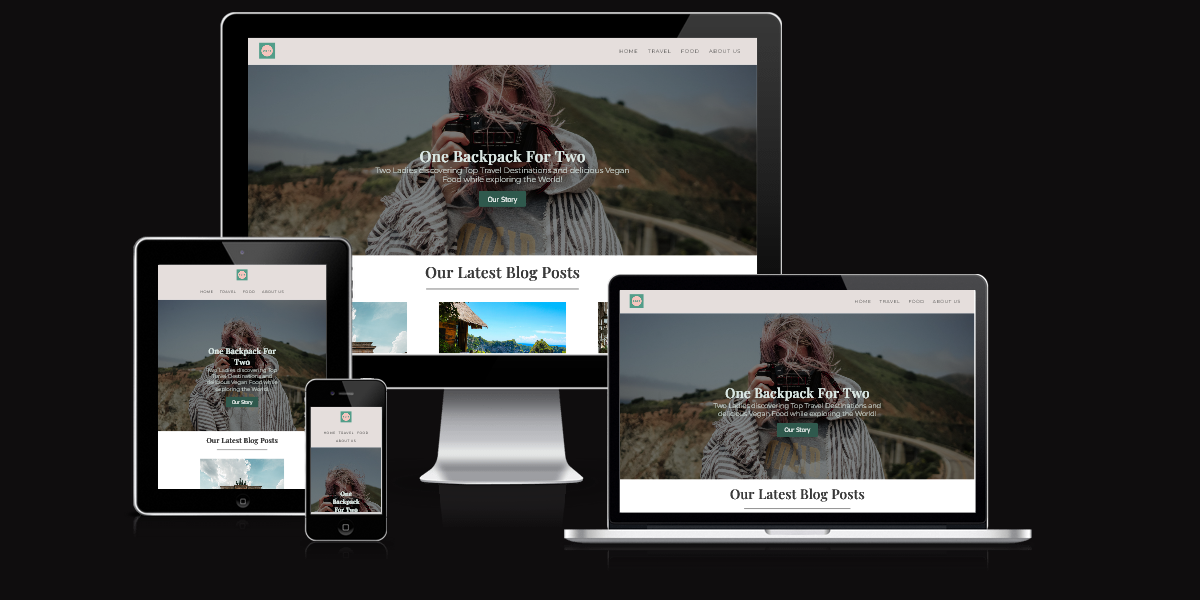 HOME TRAVEL FOOD ABOUT US
One Backpack For Two
Two Ladies discovering Top Travel Destinations and delicious Vegan
Food while exploring the World!
Our Story
Our Latest Blog Posts
HOME TRAVEL FOOD ABOUT US
One Backpack For
Two
Two Ladies discovering Top
Travel Destinations and
delicious Vegan Food while
exploring the World!
Our Story
Our Latest Blog Posts
HOME TRAVEL FOOD
ABOUT US
One
Backpack
For Two
HOME TRAVEL FOOD ABOUT US
One Backpack For Two
Two Ladies discovering Top Travel Destinations and
delicious Vegan Food while exploring the World!
Our Story
Our Latest Blog Posts